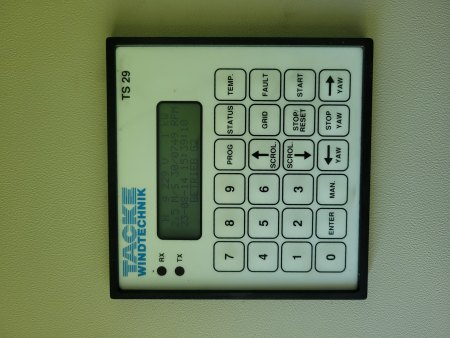 TACKE
WINDTECHNIK
TS 29
RX
TX
RPM
7 8 9 PROG STATUS TEMP.
4 5 6 ↑ SCROL. GRID FAULT
1 2 3 SCROL. ↓ STOP/ RESET START
0 ENTER MAN. ← YAW STOP YAW → YAW